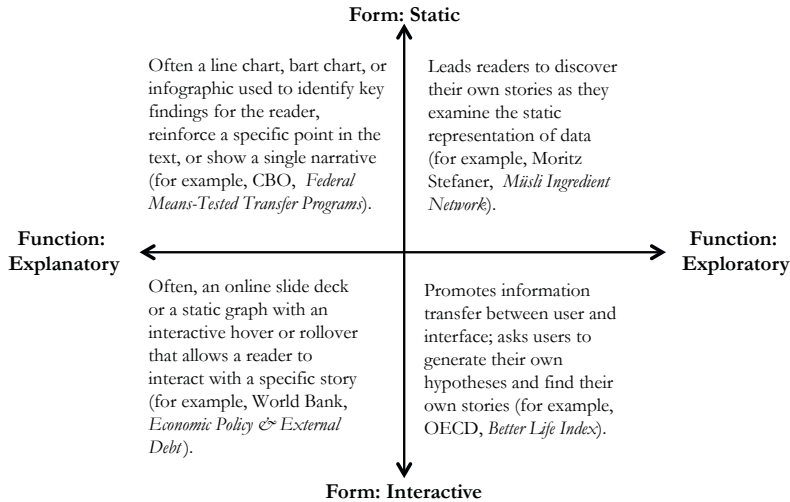 Form: Static
Often a line chart, bart chart, or
infographic used to identify key
findings for the reader,
reinforce a specific point in the
text, or show a single narrative
(for example, CBO, Federal
Means-Tested Transfer Programs).
Leads readers to discover
their own stories as they
examine the static
representation of data
(for example, Moritz
Stefaner, Müsli Ingredient
Network).
Function:
Explanatory
Function:
Exploratory
Often, an online slide deck
or a static graph with an
interactive hover or rollover
that allows a reader to
interact with a specific story
(for example, World Bank,
Economic Policy & External
Debt).
Promotes information
transfer between user and
interface; asks users to
generate their own
hypotheses and find their
own stories (for example,
OECD, Better Life Index).
Form: Interactive